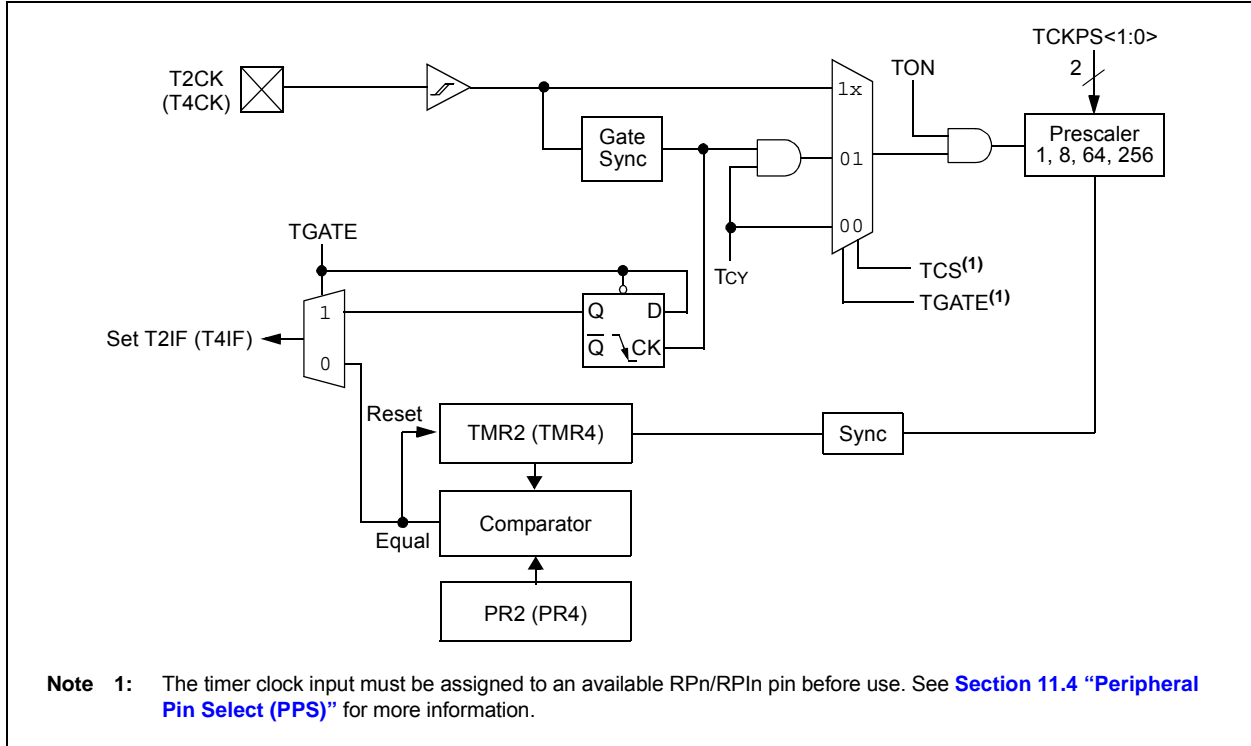 TCKPS<1:0>
2
T2CK
(T4CK)
TON
1x
Prescaler
1, 8, 64, 256
Gate
Sync
01
00
TGATE
TCY
TCS(1)
TGATE(1)
1
Q D
Set T2IF (T4IF)
0
Q̅ CK
Reset
TMR2 (TMR4)
Sync
Comparator
Equal
PR2 (PR4)
Note 1: The timer clock input must be assigned to an available RPn/RPIn pin before use. See Section 11.4 “Peripheral
Pin Select (PPS)” for more information.